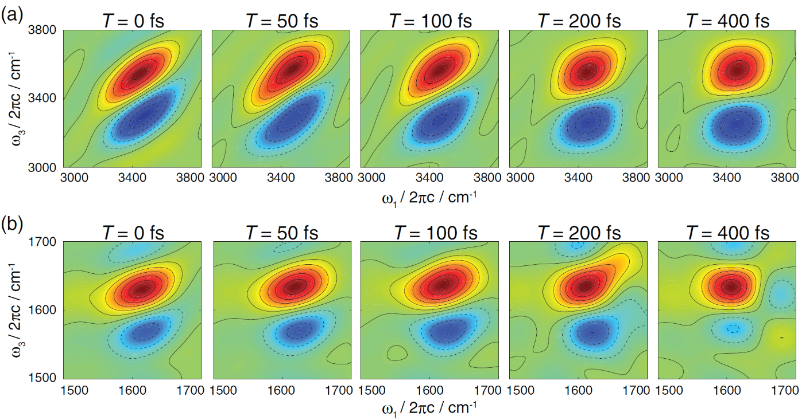 (a)
T = 0 fs T = 50 fs T = 100 fs T = 200 fs T = 400 fs
3800
3400
3000
ω3 / 2πc / cm-1
3000 3400 3800 3000 3400 3800 3000 3400 3800 3000 3400 3800 3000 3400 3800
ω1 / 2πc / cm-1
(b)
T = 0 fs T = 50 fs T = 100 fs T = 200 fs T = 400 fs
1700
1600
1500
ω3 / 2πc / cm-1
1500 1600 1700 1500 1600 1700 1500 1600 1700 1500 1600 1700 1500 1600 1700
ω1 / 2πc / cm-1